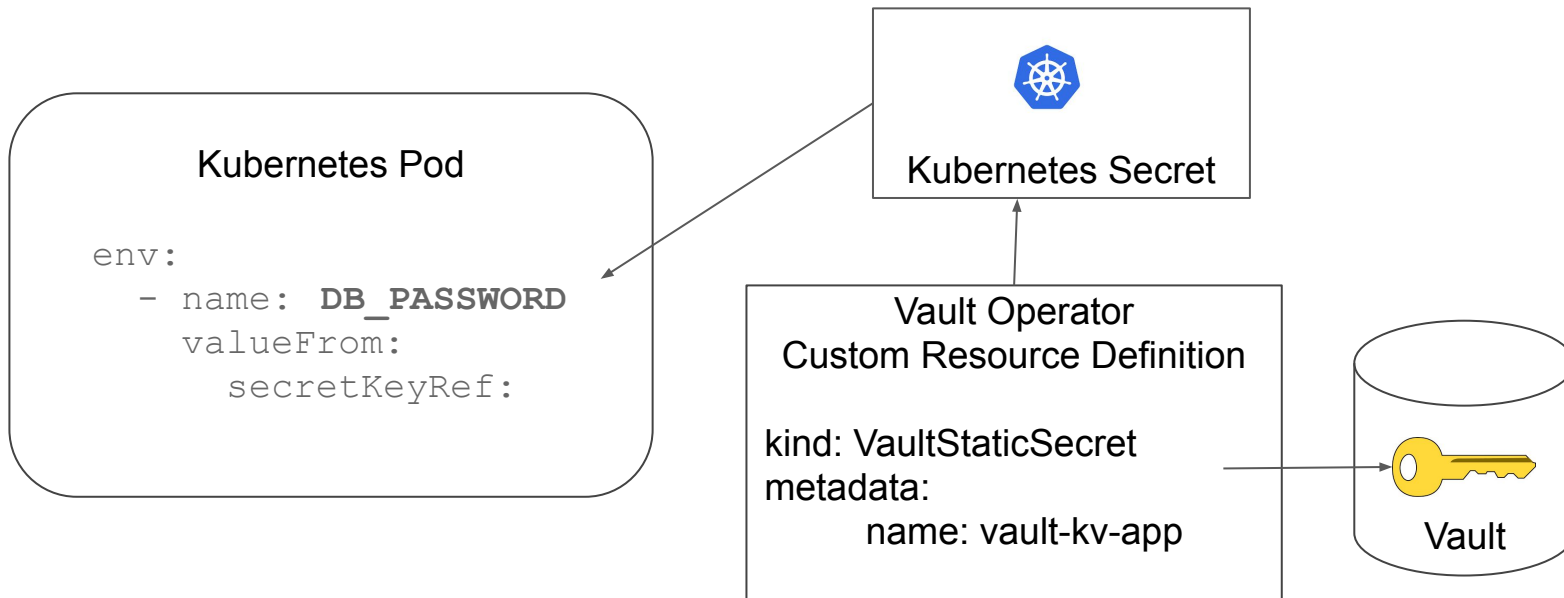 Kubernetes Pod
env:
  - name: DB_PASSWORD
    valueFrom:
      secretKeyRef:
Kubernetes Secret
Vault Operator
Custom Resource Definition
kind: VaultStaticSecret
metadata:
      name: vault-kv-app
Vault